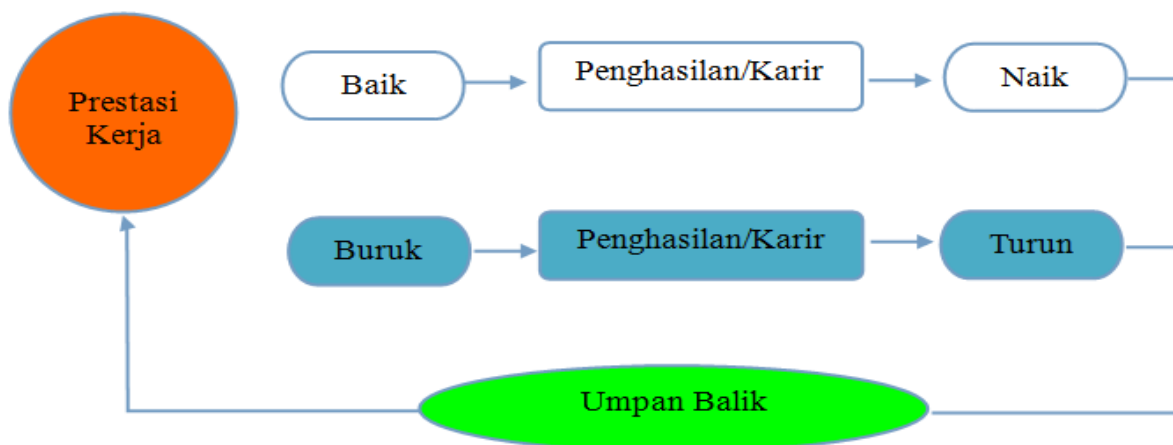 Prestasi
Kerja
Baik
Penghasilan/Karir
Naik
Buruk
Penghasilan/Karir
Turun
Umpan Balik